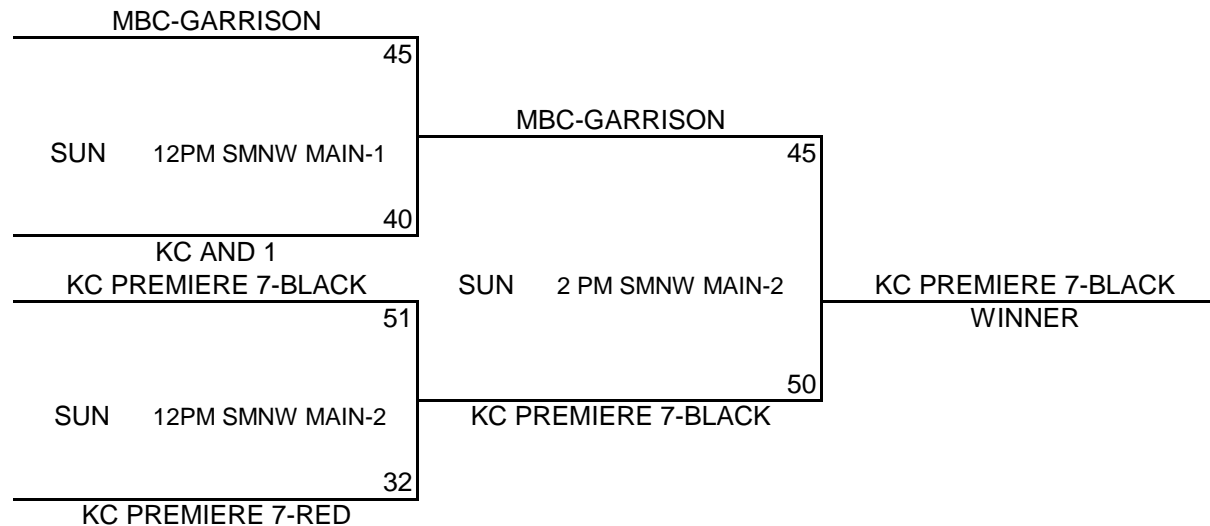 MBC-GARRISON
45
SUN 12PM SMNW MAIN-1
40
KC AND 1
KC PREMIERE 7-BLACK
51
SUN 12PM SMNW MAIN-2
32
KC PREMIERE 7-RED
MBC-GARRISON
45
SUN 2 PM SMNW MAIN-2
50
KC PREMIERE 7-BLACK
KC PREMIERE 7-BLACK
WINNER